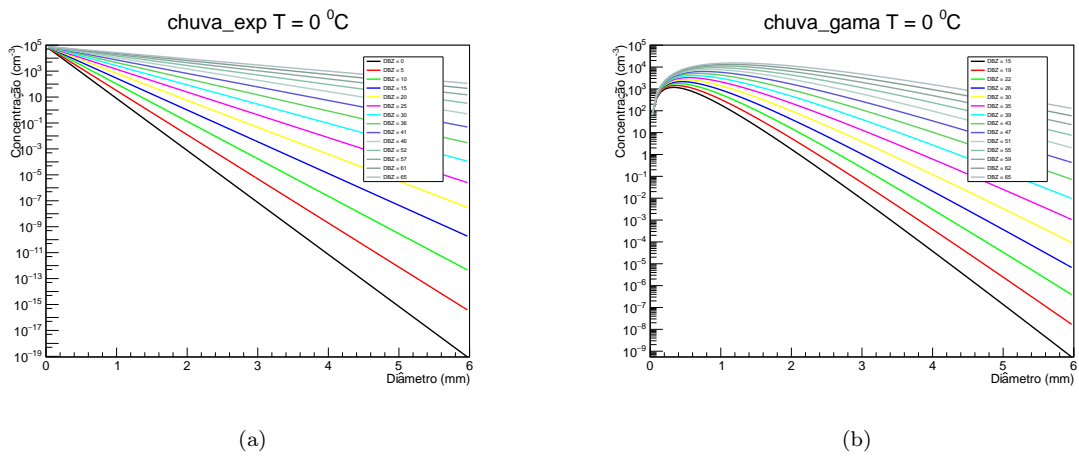 chuva_exp T = 0 ⁰C
Concentração (cm⁻³)
10⁵
10³
10
10⁻¹
10⁻³
10⁻⁵
10⁻⁷
10⁻⁹
10⁻¹¹
10⁻¹³
10⁻¹⁵
10⁻¹⁷
10⁻¹⁹
0 1 2 3 4 5 6
Diâmetro (mm)
DBZ = 0
DBZ = 5
DBZ = 10
DBZ = 15
DBZ = 20
DBZ = 25
DBZ = 30
DBZ = 36
DBZ = 41
DBZ = 46
DBZ = 52
DBZ = 57
DBZ = 61
DBZ = 65
(a)
chuva_gama T = 0 ⁰C
Concentração (cm⁻³)
10⁵
10⁴
10³
10²
10
1
10⁻¹
10⁻²
10⁻³
10⁻⁴
10⁻⁵
10⁻⁶
10⁻⁷
10⁻⁸
10⁻⁹
0 1 2 3 4 5 6
Diâmetro (mm)
DBZ = 15
DBZ = 19
DBZ = 22
DBZ = 26
DBZ = 30
DBZ = 35
DBZ = 39
DBZ = 43
DBZ = 47
DBZ = 51
DBZ = 55
DBZ = 59
DBZ = 62
DBZ = 65
(b)